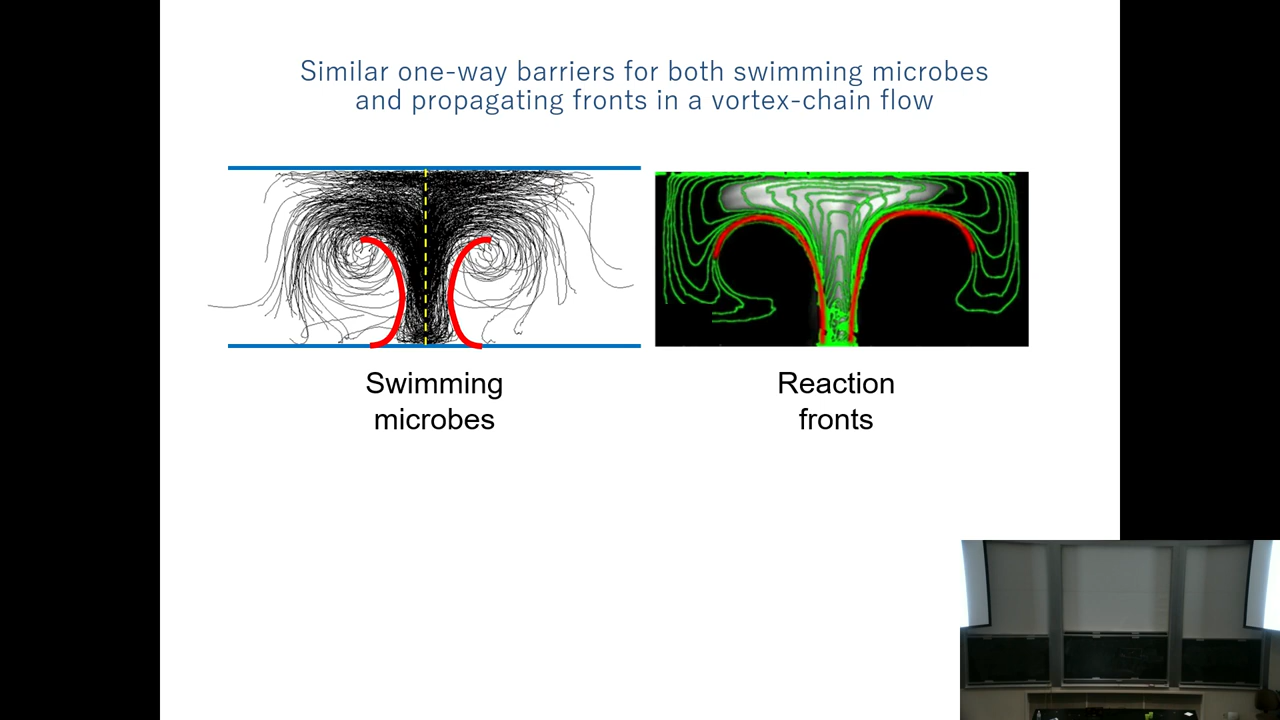 Similar one-way barriers for both swimming microbes
and propagating fronts in a vortex-chain flow
Swimming
microbes
Reaction
fronts